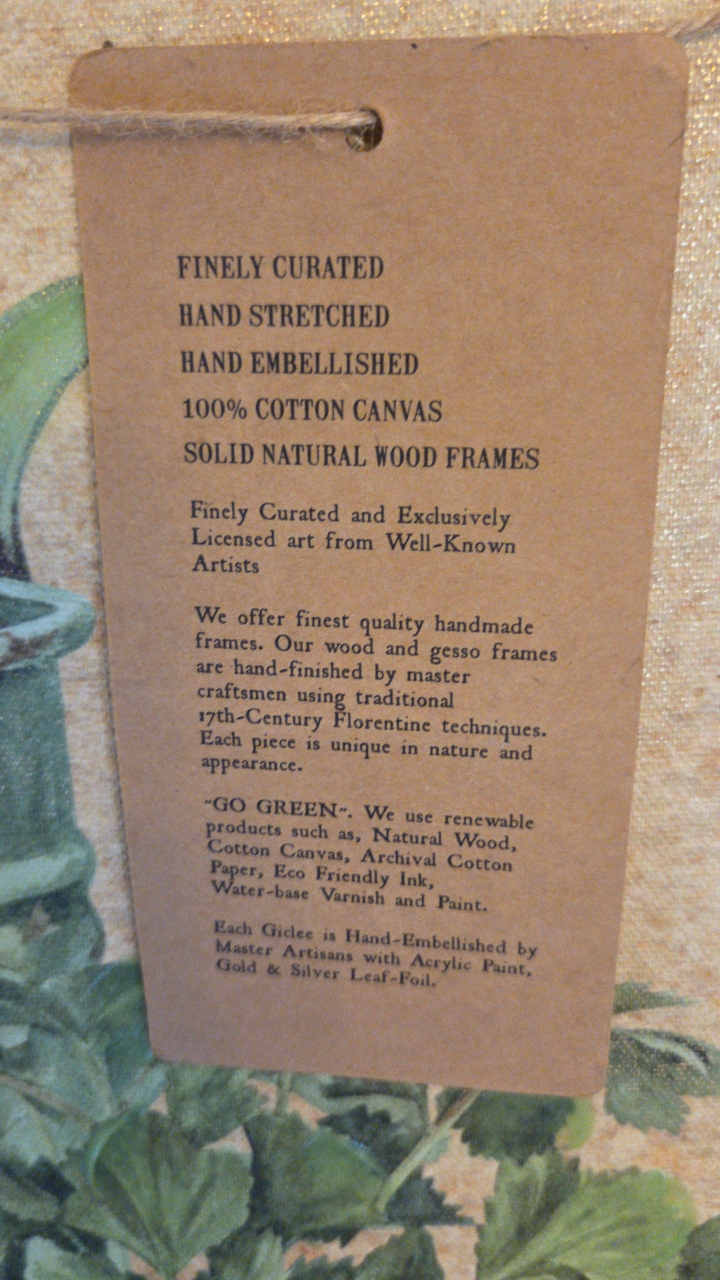 FINELY CURATED
HAND STRETCHED
HAND EMBELLISHED
100% COTTON CANVAS
SOLID NATURAL WOOD FRAMES
Finely Curated and Exclusively
Licensed art from Well-Known
Artists
We offer finest quality handmade
frames. Our wood and gesso frames
are hand-finished by master
craftsmen using traditional
17th-Century Florentine techniques.
Each piece is unique in nature and
appearance.
"GO GREEN". We use renewable
products such as, Natural Wood,
Cotton Canvas, Archival Cotton
Paper, Eco Friendly Ink,
Water-base Varnish and Paint.
Each Giclee is Hand-Embellished by
Master Artisans with Acrylic Paint,
Gold & Silver Leaf-Foil.